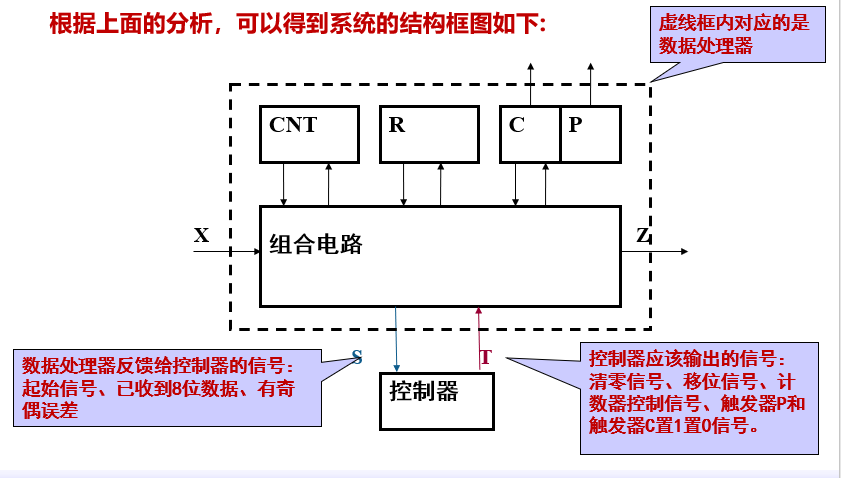 根据上面的分析，可以得到系统的结构框图如下:
虚线框内对应的是
数据处理器
CNT
R
C
P
X
组合电路
Z
S
T
数据处理器反馈给控制器的信号：
起始信号、已收到8位数据、有奇
偶误差
控制器
控制器应该输出的信号：
清零信号、移位信号、计
数器控制信号、触发器P和
触发器C置1置0信号。